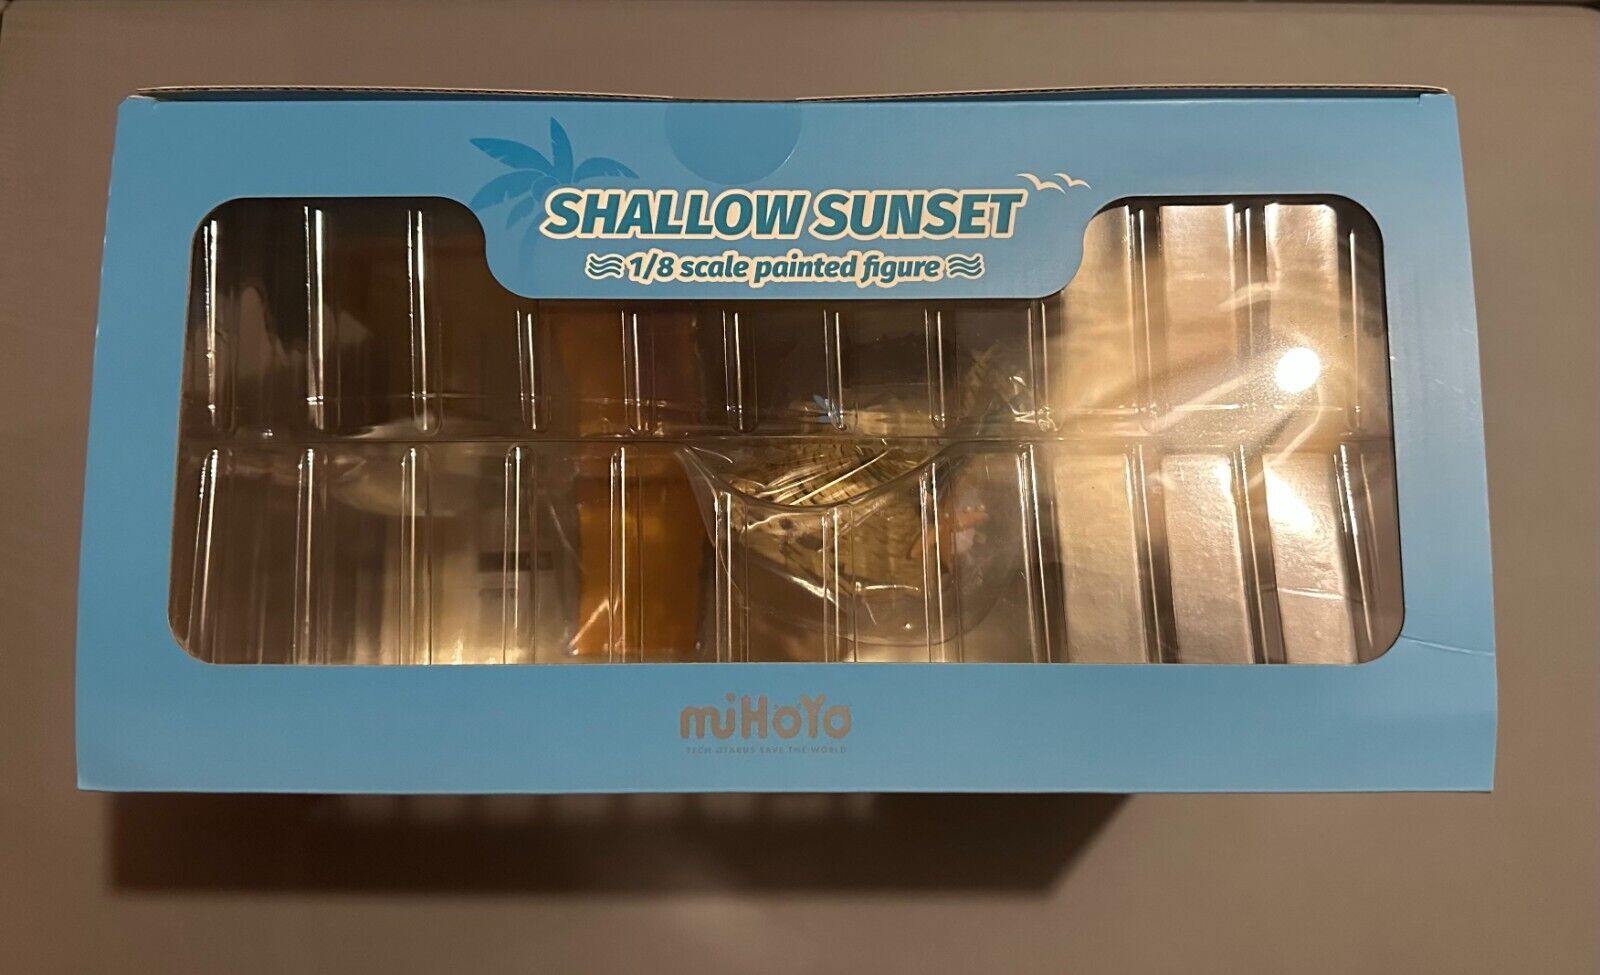 SHALLOW SUNSET
1/8 scale painted figure
miHoYo
TECH OTAKUS SAVE THE WORLD